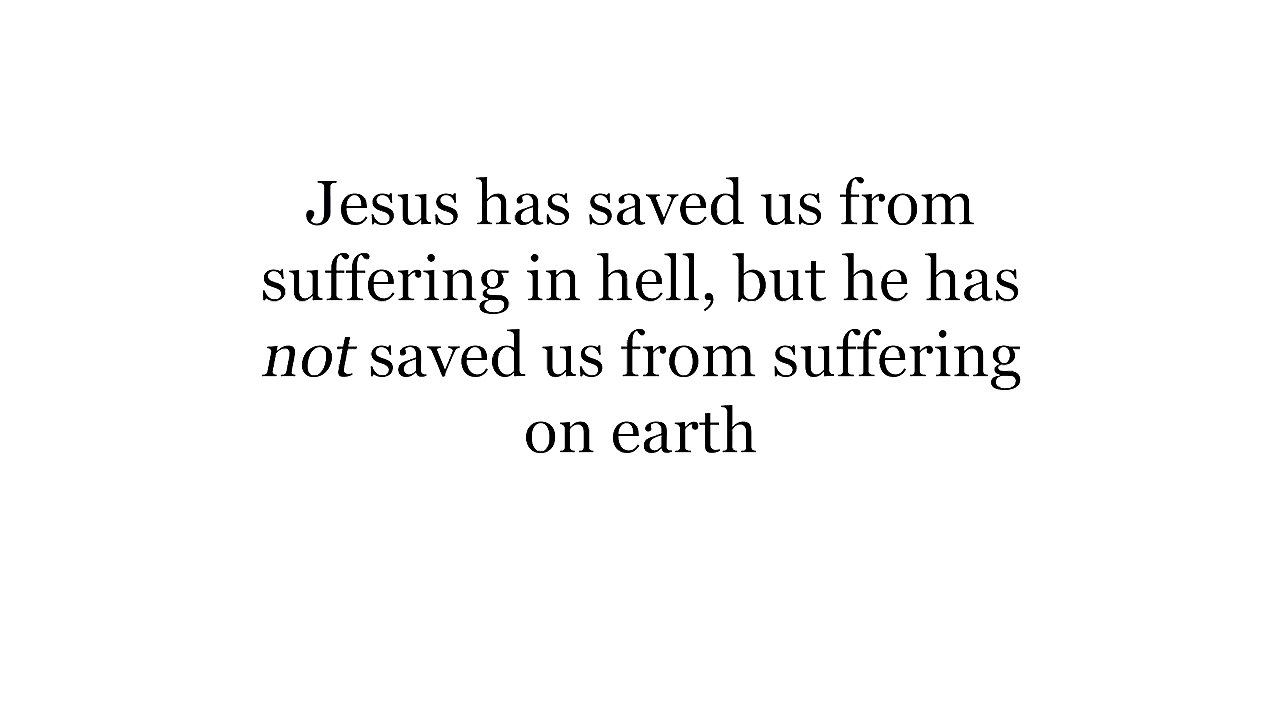 Jesus has saved us from
suffering in hell, but he has
not saved us from suffering
on earth